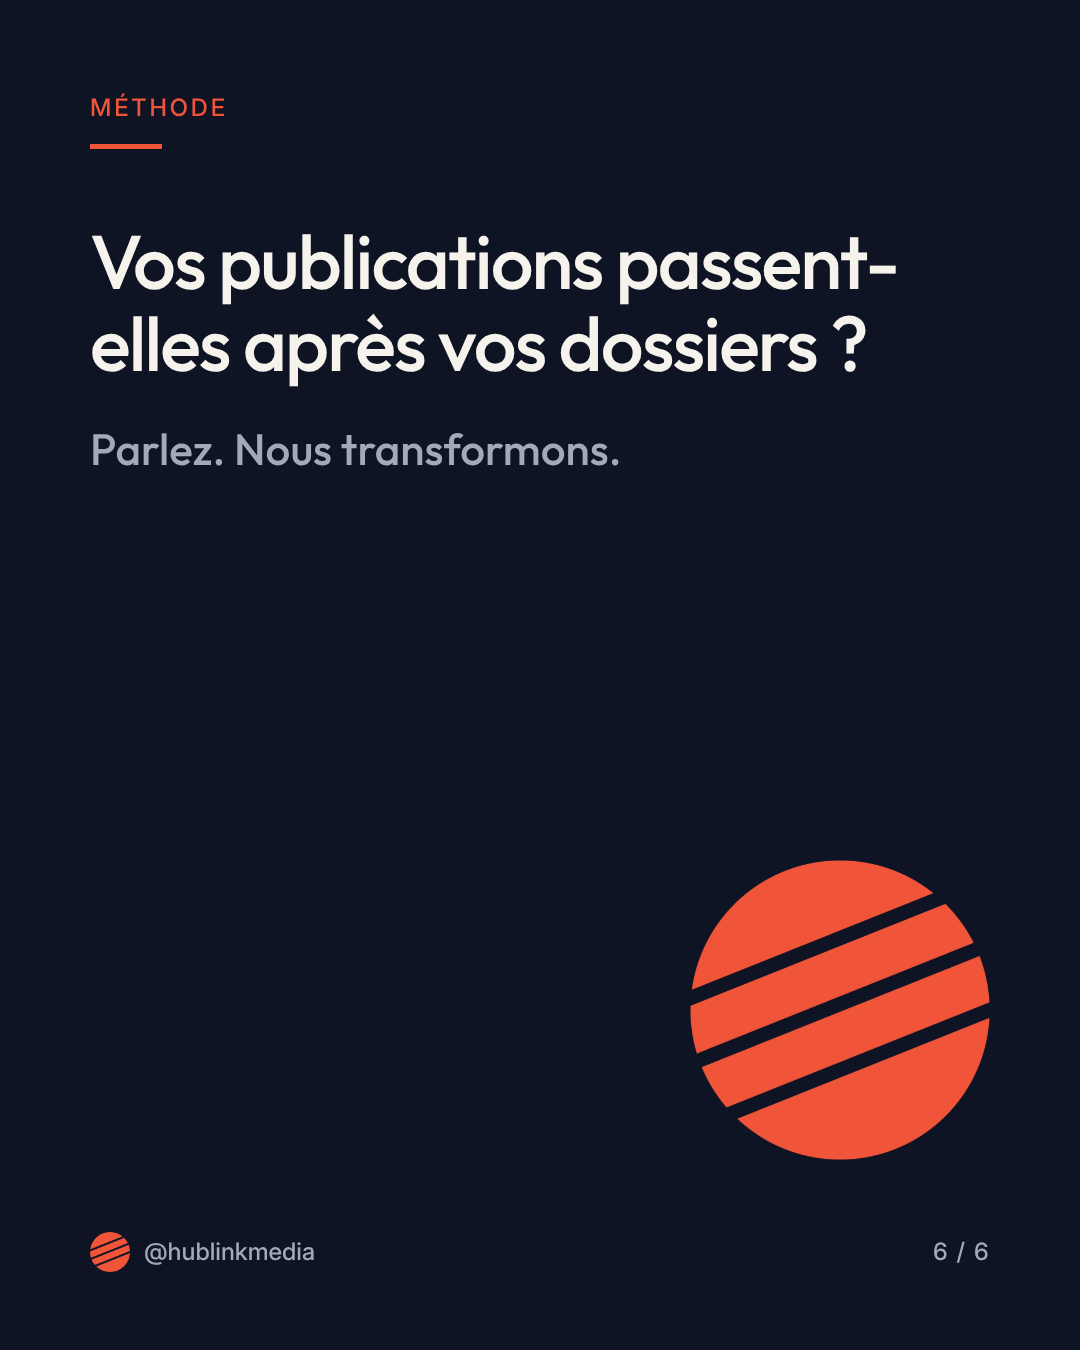 MÉTHODE
Vos publications passent-
elles après vos dossiers ?
Parlez. Nous transformons.
@hublinkmedia
6 / 6